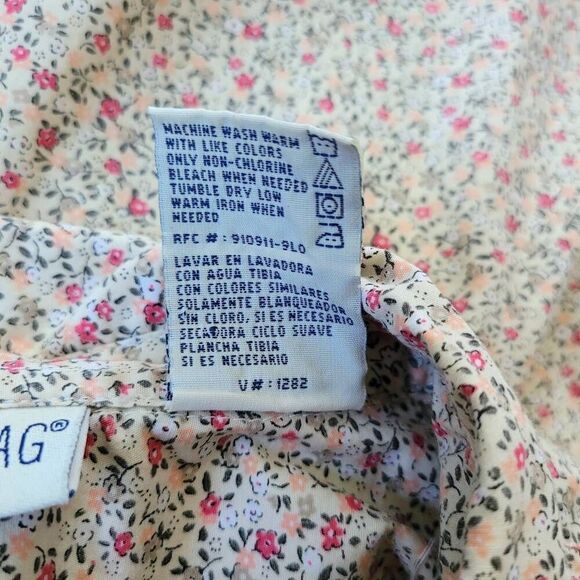 MACHINE WASH WARM
WITH LIKE COLORS
ONLY NON-CHLORINE
BLEACH WHEN NEEDED
TUMBLE DRY LOW
WARM IRON WHEN
NEEDED
RFC #: 910911-9L0
LAVAR EN LAVADORA
CON AGUA TIBIA
CON COLORES SIMILARES
SOLAMENTE BLANQUEADOR
SIN CLORO, SI ES NECESARIO
SECADORA CICLO SUAVE
PLANCHA TIBIA
SI ES NECESARIO
V#: 1282
AG®